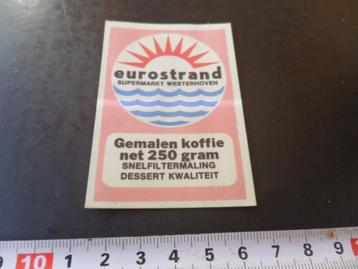 eurostrand
SUPERMARKT WESTERHOVEN
Gemalen koffie
net 250 gram
SNELFILTERMALING
DESSERT KWALITEIT
9 10 1 2 3 4 5 6 7 8 9